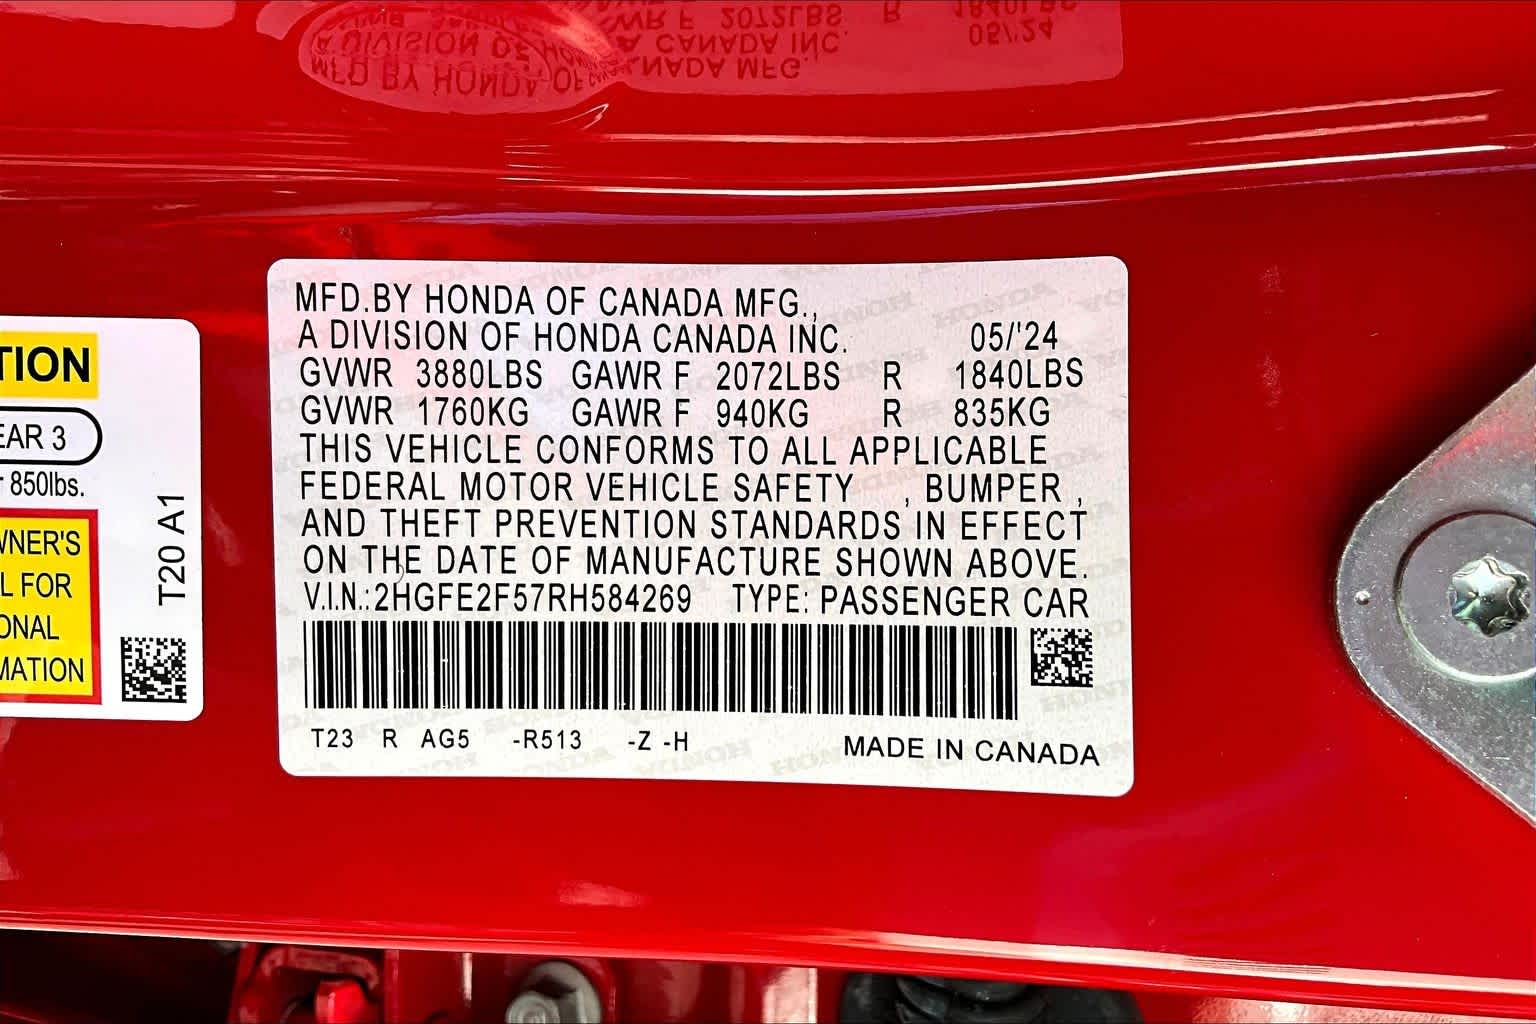 TION
EAR 3
850lbs.
WNER'S
L FOR
ONAL
MATION
T20 A1
MFD.BY HONDA OF CANADA MFG.,
A DIVISION OF HONDA CANADA INC. 05/'24
GVWR 3880LBS GAWR F 2072LBS R 1840LBS
GVWR 1760KG GAWR F 940KG R 835KG
THIS VEHICLE CONFORMS TO ALL APPLICABLE
FEDERAL MOTOR VEHICLE SAFETY , BUMPER ,
AND THEFT PREVENTION STANDARDS IN EFFECT
ON THE DATE OF MANUFACTURE SHOWN ABOVE.
V.I.N.:2HGFE2F57RH584269 TYPE: PASSENGER CAR
T23 R AG5 -R513 -Z -H MADE IN CANADA